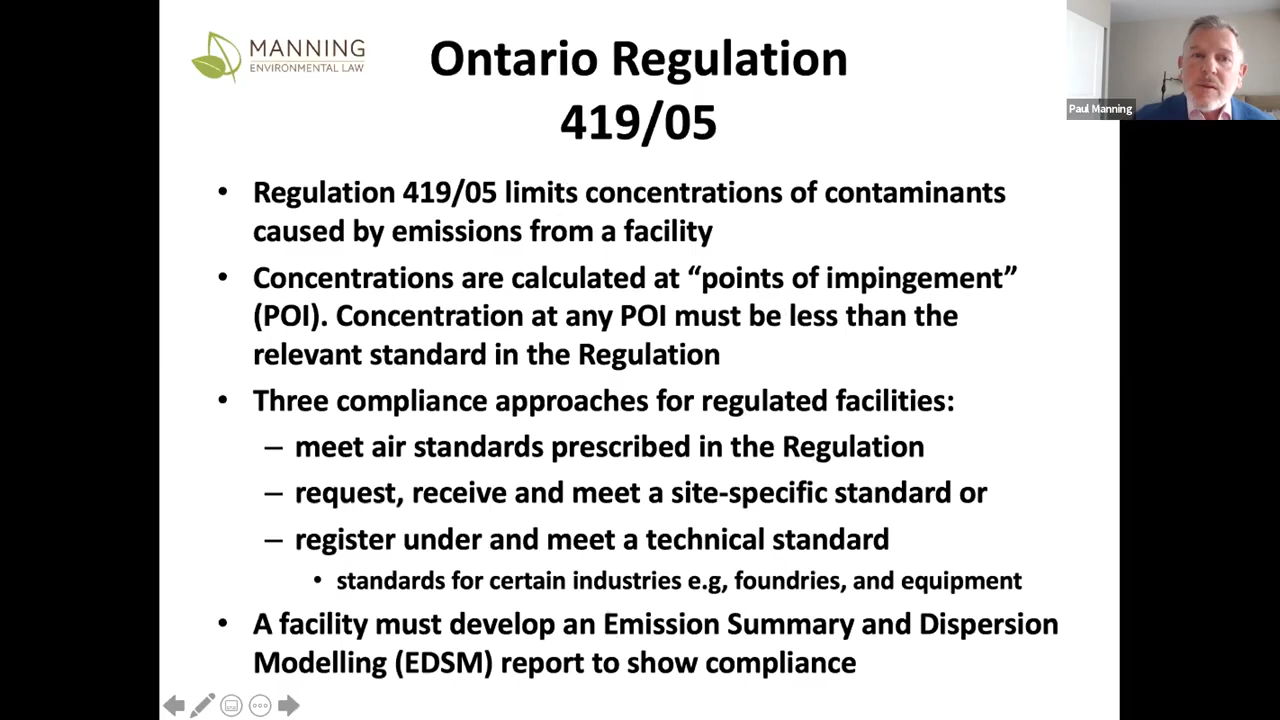 MANNING
ENVIRONMENTAL LAW
Ontario Regulation
419/05
Paul Manning
• Regulation 419/05 limits concentrations of contaminants
caused by emissions from a facility
• Concentrations are calculated at “points of impingement”
(POI). Concentration at any POI must be less than the
relevant standard in the Regulation
• Three compliance approaches for regulated facilities:
– meet air standards prescribed in the Regulation
– request, receive and meet a site-specific standard or
– register under and meet a technical standard
• standards for certain industries e.g, foundries, and equipment
• A facility must develop an Emission Summary and Dispersion
Modelling (EDSM) report to show compliance